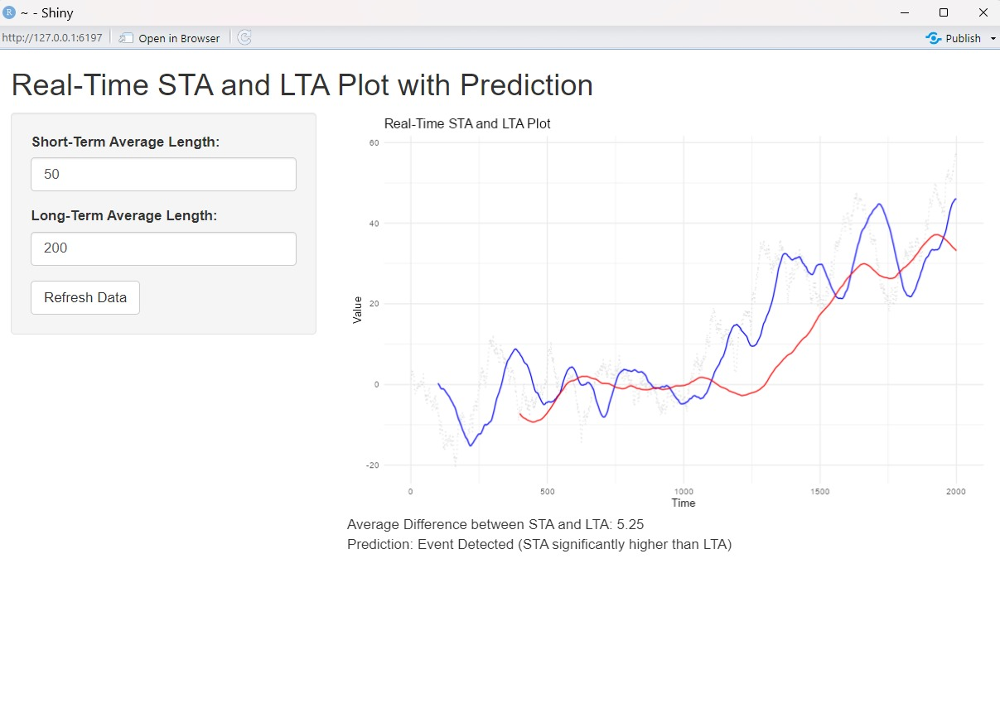 R ~ - Shiny
http://127.0.0.1:6197 Open in Browser Publish
Real-Time STA and LTA Plot with Prediction
Short-Term Average Length:
50
Long-Term Average Length:
200
Refresh Data
Real-Time STA and LTA Plot
60
40
20
0
-20
Value
0 500 1000 1500 2000
Time
Average Difference between STA and LTA: 5.25
Prediction: Event Detected (STA significantly higher than LTA)